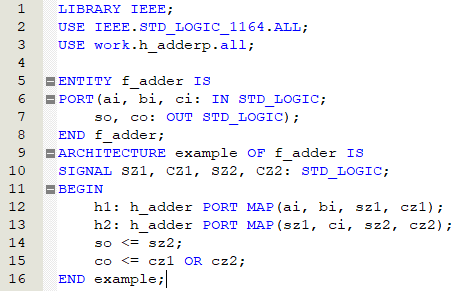 1 LIBRARY IEEE;
2 USE IEEE.STD_LOGIC_1164.ALL;
3 USE work.h_adderp.all;
4
5 ENTITY f_adder IS
6 PORT(ai, bi, ci: IN STD_LOGIC;
7 so, co: OUT STD_LOGIC);
8 END f_adder;
9 ARCHITECTURE example OF f_adder IS
10 SIGNAL SZ1, CZ1, SZ2, CZ2: STD_LOGIC;
11 BEGIN
12 h1: h_adder PORT MAP(ai, bi, sz1, cz1);
13 h2: h_adder PORT MAP(sz1, ci, sz2, cz2);
14 so <= sz2;
15 co <= cz1 OR cz2;
16 END example;